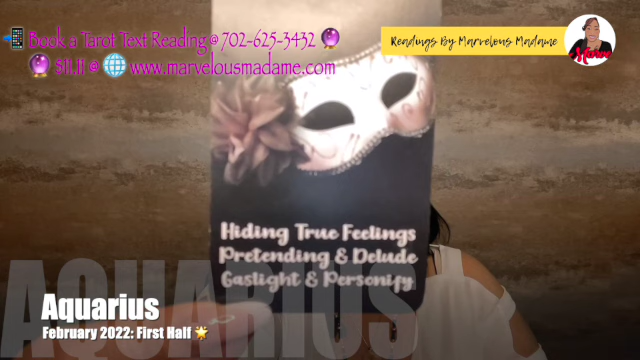 📲 Book a Tarot Text Reading @ 702-625-3432 🔮
🔮 $11.11 @ 🌐 www.marvelousmadame.com
Readings By Marvelous Madame
Hiding True Feelings
Pretending & Delude
Gaslight & Personify
AQUARIUS
Aquarius
February 2022: First Half 🌟